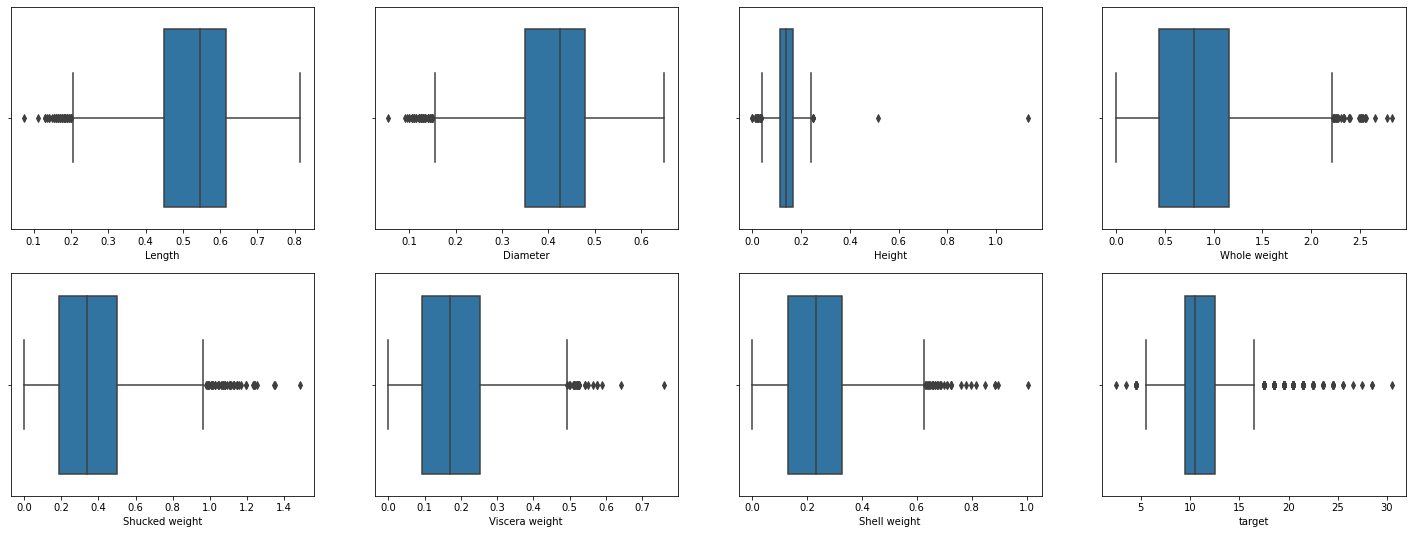 0.1 0.2 0.3 0.4 0.5 0.6 0.7 0.8
Length
0.1 0.2 0.3 0.4 0.5 0.6
Diameter
0.0 0.2 0.4 0.6 0.8 1.0
Height
0.0 0.5 1.0 1.5 2.0 2.5
Whole weight
0.0 0.2 0.4 0.6 0.8 1.0 1.2 1.4
Shucked weight
0.0 0.1 0.2 0.3 0.4 0.5 0.6 0.7
Viscera weight
0.0 0.2 0.4 0.6 0.8 1.0
Shell weight
5 10 15 20 25 30
target